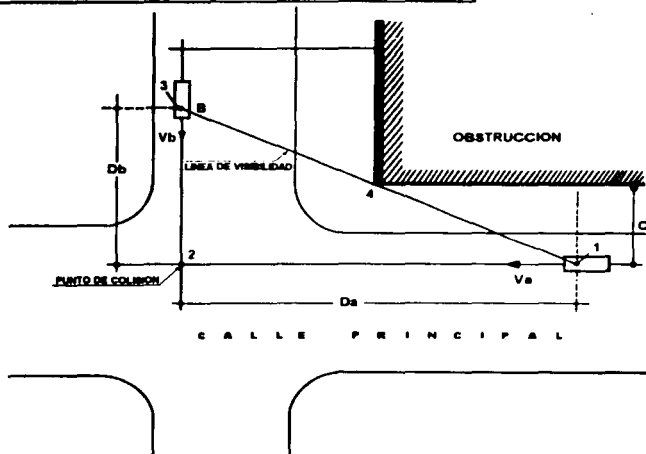 3
B
Vb
OBSTRUCCION
LINEA DE VISIBILIDAD
Db
4
C
1
2
PUNTO DE COLISION
Va
Da
CALLE PRINCIPAL